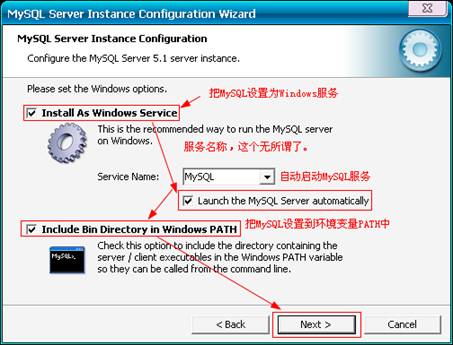 MySQL Server Instance Configuration Wizard
MySQL Server Instance Configuration
Configure the MySQL Server 5.1 server instance.
Please set the Windows options.
把MySQL设置为Windows服务
Install As Windows Service
This is the recommended way to run the MySQL server
on Windows.
服务名称，这个无所谓了。
Service Name:
MySQL
自动启动MySQL服务
Launch the MySQL Server automatically
Include Bin Directory in Windows PATH
把MySQL设置到环境变量PATH中
Check this option to include the directory containing the
server / client executables in the Windows PATH variable
so they can be called from the command line.
MySQL>_
< Back
Next >
Cancel